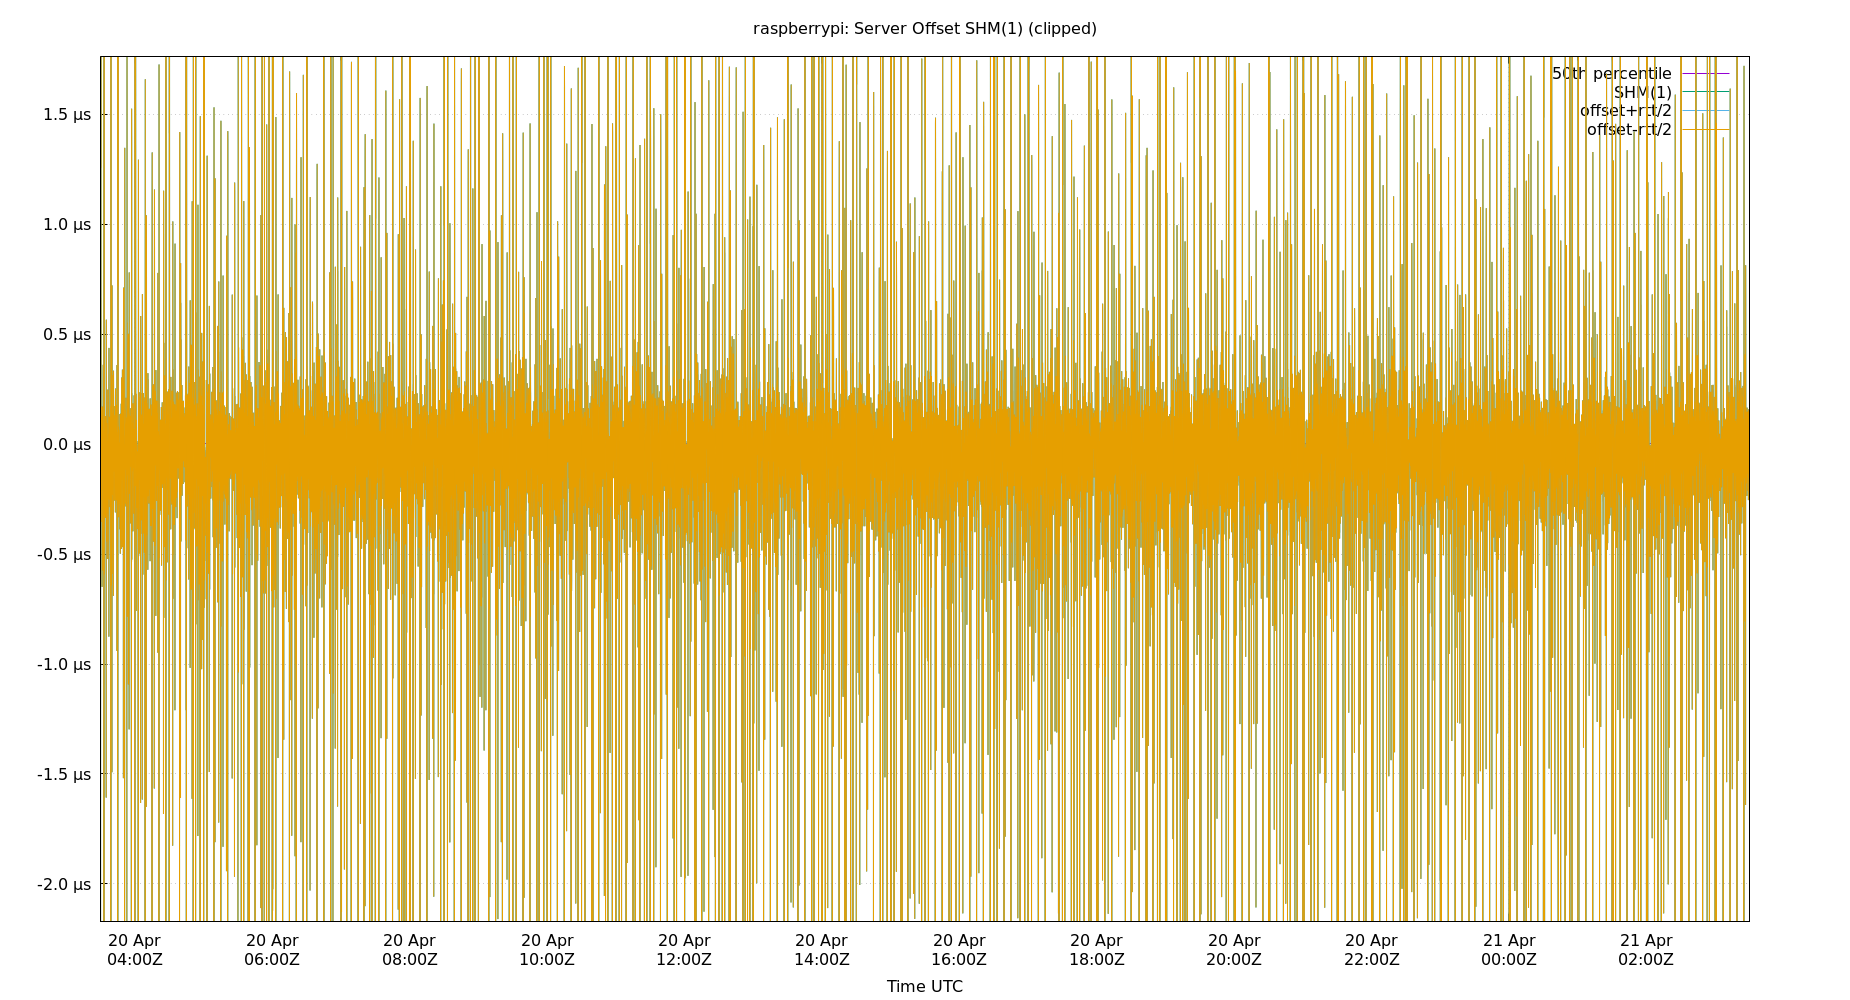 raspberrypi: Server Offset SHM(1) (clipped)
50th percentile
SHM(1)
offset+rtt/2
offset-rtt/2
1.5 µs
1.0 µs
0.5 µs
0.0 µs
-0.5 µs
-1.0 µs
-1.5 µs
-2.0 µs
20 Apr 20 Apr 20 Apr 20 Apr 20 Apr 20 Apr 20 Apr 20 Apr 20 Apr 20 Apr 21 Apr 21 Apr
04:00Z 06:00Z 08:00Z 10:00Z 12:00Z 14:00Z 16:00Z 18:00Z 20:00Z 22:00Z 00:00Z 02:00Z
Time UTC